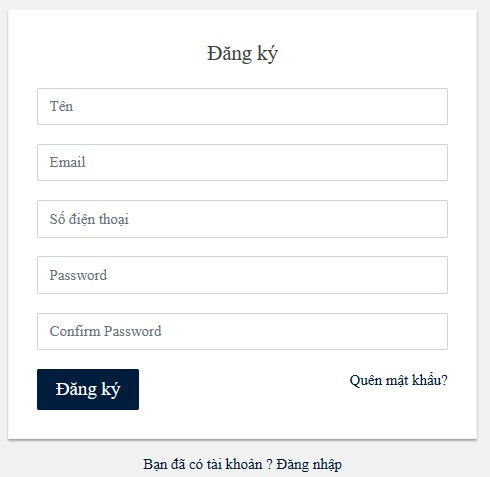 Đăng ký
Tên
Email
Số điện thoại
Password
Confirm Password
Đăng ký
Quên mật khẩu?
Bạn đã có tài khoản ? Đăng nhập